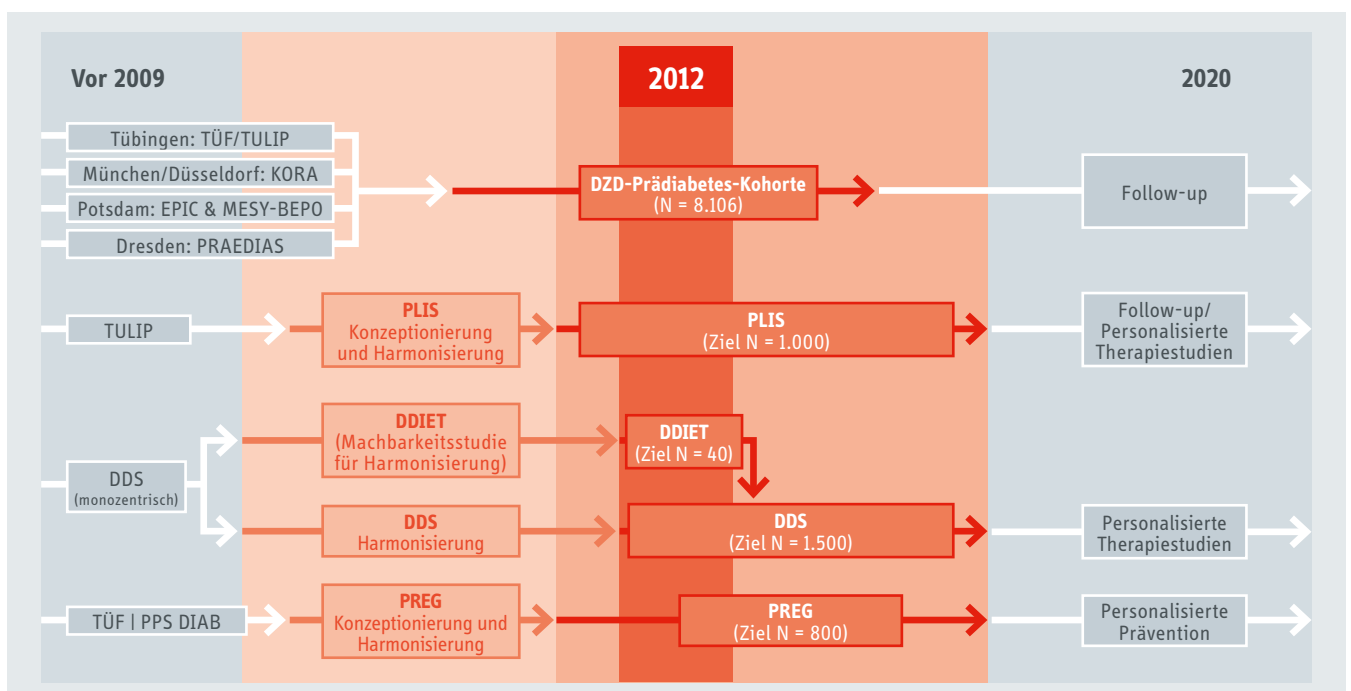 Vor 2009
2012
2020
Tübingen: TÜF/TULIP
München/Düsseldorf: KORA
Potsdam: EPIC & MESY-BEPO
Dresden: PRAEDIAS
DZD-Prädiabetes-Kohorte
(N = 8.106)
Follow-up
TULIP
PLIS
Konzeptionierung
und Harmonisierung
PLIS
(Ziel N = 1.000)
Follow-up/
Personalisierte
Therapiestudien
DDS
(monozentrisch)
DDIET
(Machbarkeitsstudie
für Harmonisierung)
DDIET
(Ziel N = 40)
DDS
Harmonisierung
DDS
(Ziel N = 1.500)
Personalisierte
Therapiestudien
TÜF | PPS DIAB
PREG
Konzeptionierung und
Harmonisierung
PREG
(Ziel N = 800)
Personalisierte
Prävention